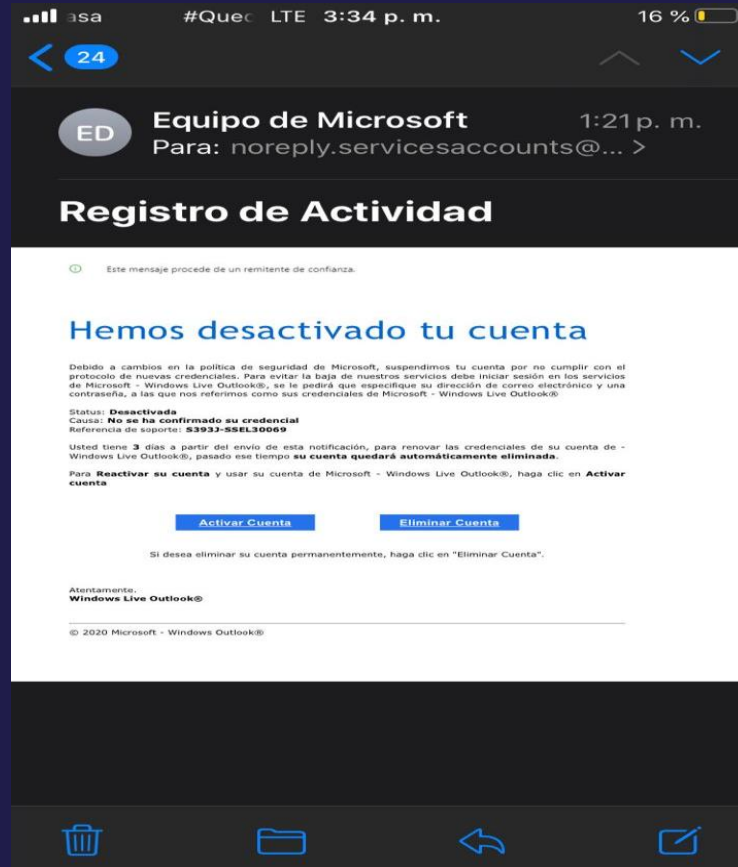 asa #Quec LTE 3:34 p. m. 16 %
24
ED Equipo de Microsoft 1:21 p. m.
Para: noreply.servicesaccounts@... >
Registro de Actividad
Este mensaje procede de un remitente de confianza.
Hemos desactivado tu cuenta
Debido a cambios en la política de seguridad de Microsoft, suspendimos tu cuenta por no cumplir con el
protocolo de nuevas credenciales. Para evitar la baja de nuestros servicios debe iniciar sesión en los servicios
de Microsoft - Windows Live Outlook®, se le pedirá que especifique su dirección de correo electrónico y una
contraseña, a las que nos referimos como sus credenciales de Microsoft - Windows Live Outlook®
Status: Desactivada
Causa: No se ha confirmado su credencial
Referencia de soporte: S393J-SSEL30069
Usted tiene 3 días a partir del envío de esta notificación, para renovar las credenciales de su cuenta de -
Windows Live Outlook®, pasado ese tiempo su cuenta quedará automáticamente eliminada.
Para Reactivar su cuenta y usar su cuenta de Microsoft - Windows Live Outlook®, haga clic en Activar
cuenta
Activar Cuenta Eliminar Cuenta
Si desea eliminar su cuenta permanentemente, haga clic en "Eliminar Cuenta".
Atentamente.
Windows Live Outlook®
© 2020 Microsoft - Windows Outlook®